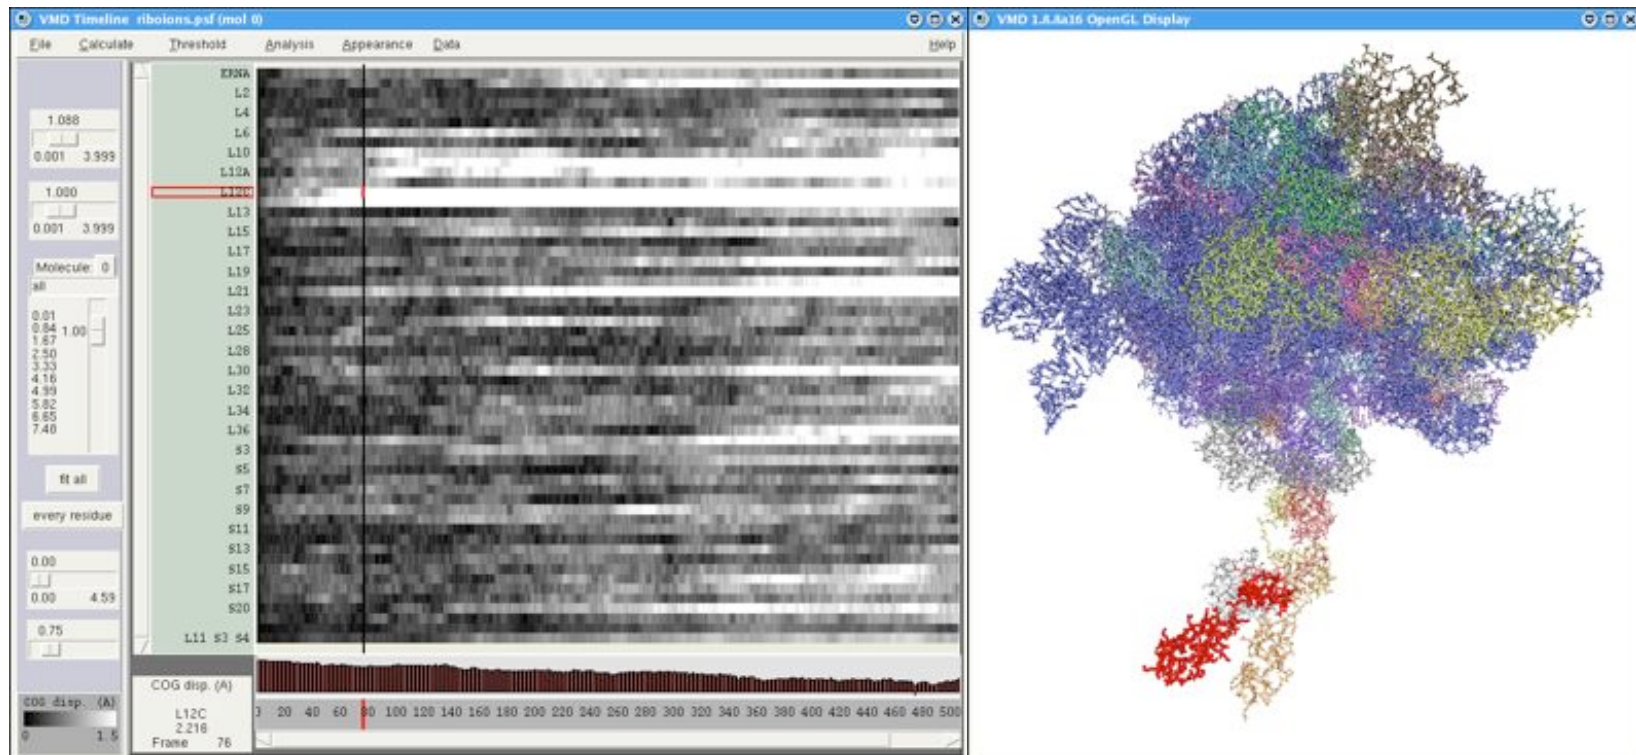 VMD Timeline riboions.psf (mol 0)
VMD 1.8.8a16 OpenGL Display
File Calculate Threshold Analysis Appearance Data Help
1.088
0.001 3.999
1.000
0.001 3.999
Molecule: 0
all
0.01
0.84
1.67
2.50
3.33
4.16
4.99
5.82
6.65
7.48
1.00
fit all
every residue
0.00
0.00 4.59
0.75
COG disp. (A)
0 1.5
L2
L4
L6
L10
L12A
L12C
L13
L15
L17
L19
L21
L23
L25
L28
L30
L32
L34
L36
S3
S5
S7
S9
S11
S13
S15
S17
S20
L11 S3 S4
COG disp. (A)
L12C
2.216
Frame 76
20 40 60 80 100 120 140 160 180 200 220 240 260 280 300 320 340 360 380 400 420 440 460 480 500